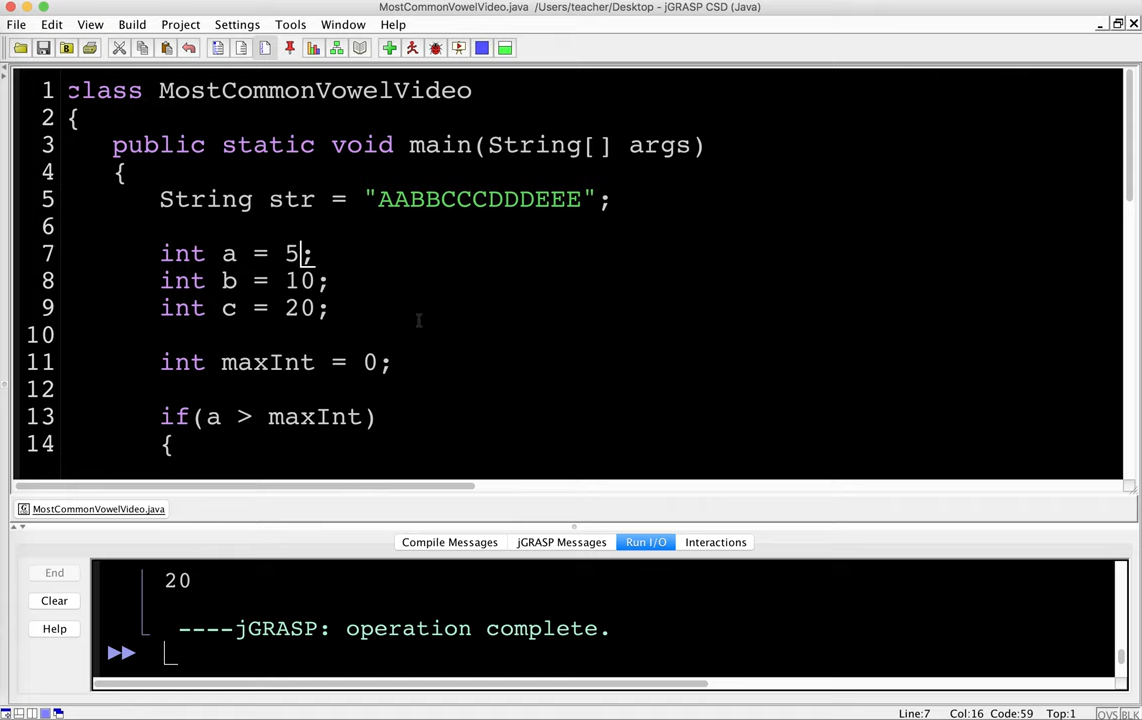 MostCommonVowelVideo.java  /Users/teacher/Desktop - jGRASP CSD (Java)
File Edit View Build Project Settings Tools Window Help
1 class MostCommonVowelVideo
2 {
3 public static void main(String[] args)
4 {
5 String str = "AABBCCCDDDEEE";
6
7 int a = 5;
8 int b = 10;
9 int c = 20;
10
11 int maxInt = 0;
12
13 if(a > maxInt)
14 {
MostCommonVowelVideo.java
Compile Messages jGRASP Messages Run I/O Interactions
End
Clear
Help
20
----jGRASP: operation complete.
Line:7 Col:16 Code:59 Top:1 OVS BLK